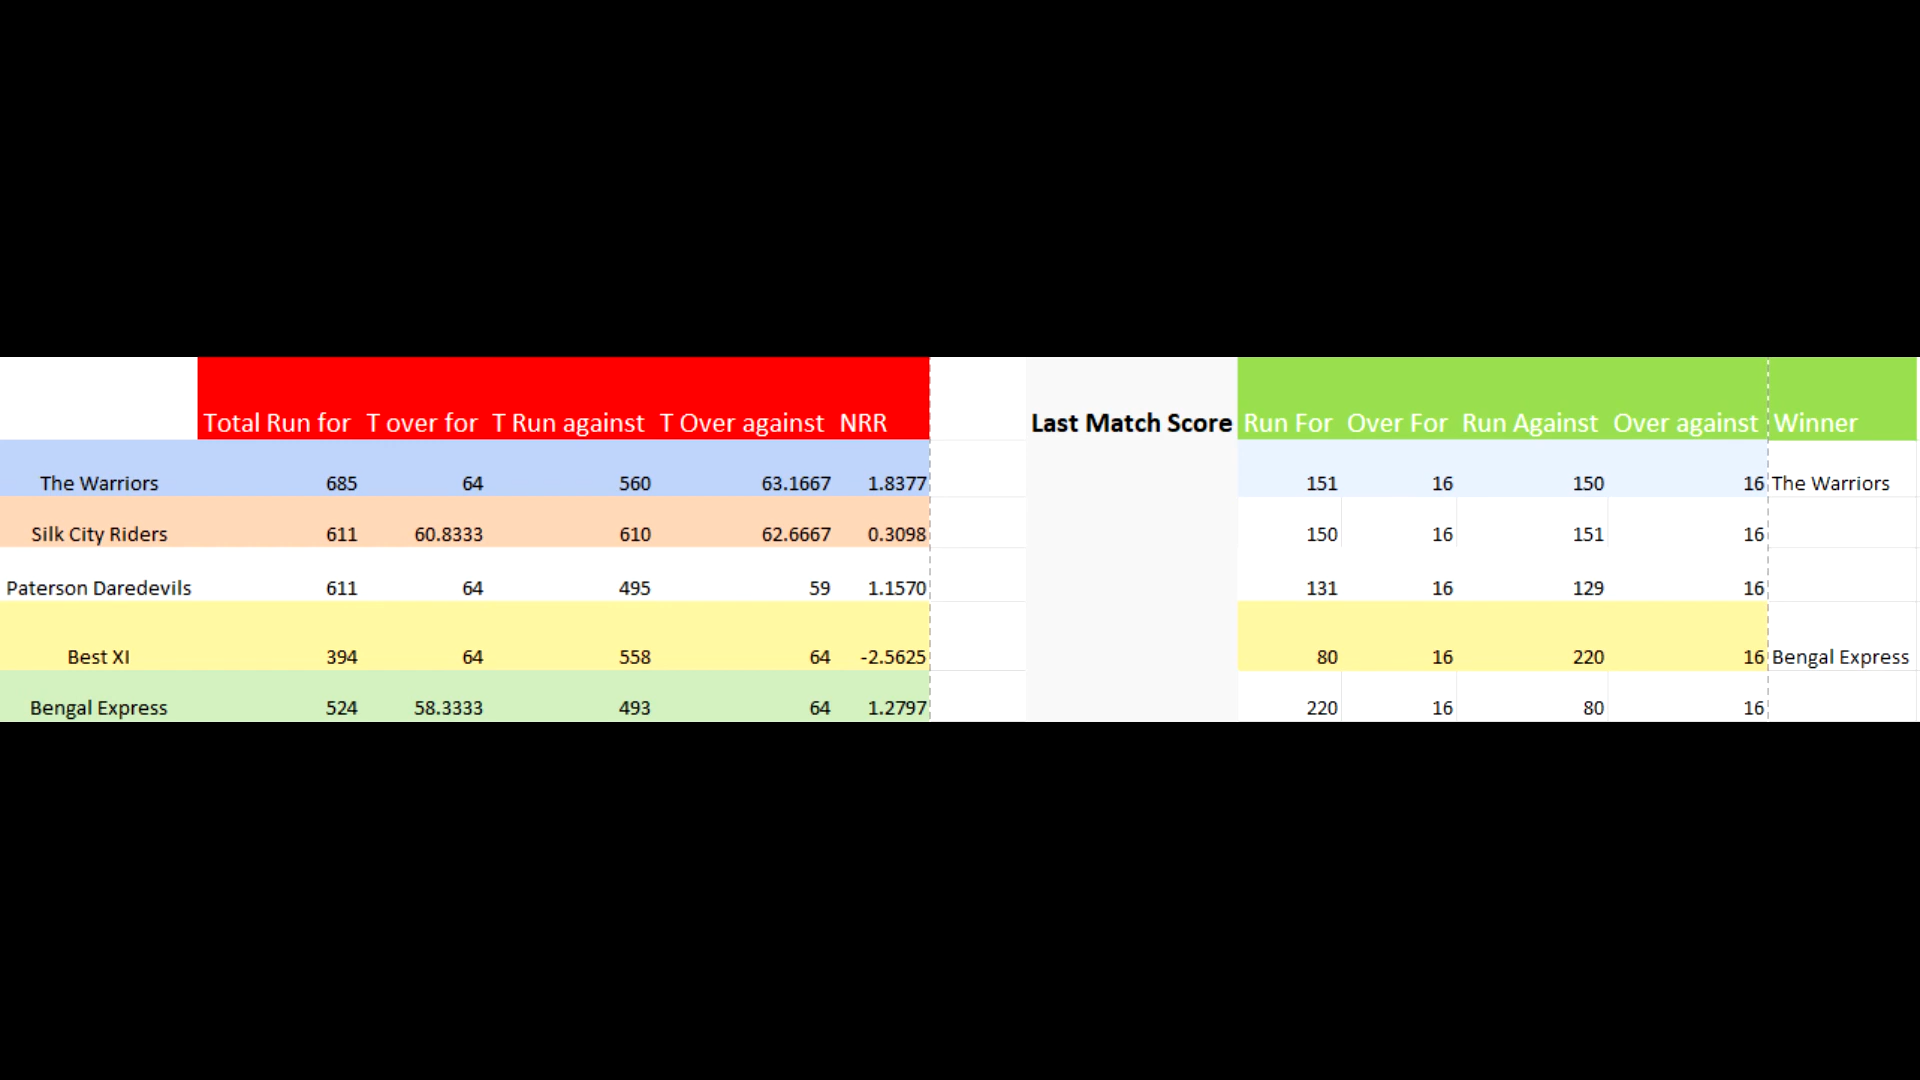 Total Run for T over for T Run against T Over against NRR Last Match Score Run For Over For Run Against Over against Winner
The Warriors 685 64 560 63.1667 1.8377 151 16 150 16 The Warriors
Silk City Riders 611 60.8333 610 62.6667 0.3098 150 16 151 16
Paterson Daredevils 611 64 495 59 1.1570 131 16 129 16
Best XI 394 64 558 64 -2.5625 80 16 220 16 Bengal Express
Bengal Express 524 58.3333 493 64 1.2797 220 16 80 16